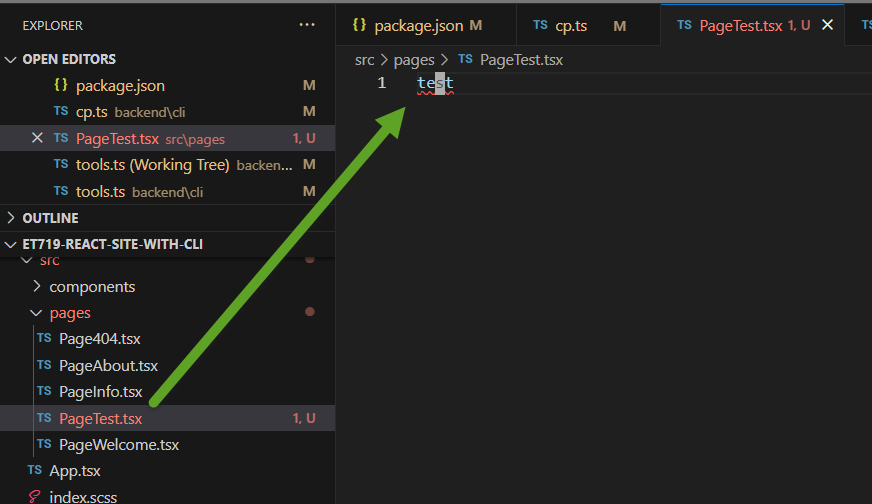 EXPLORER ···
OPEN EDITORS
{} package.json M
TS cp.ts backend\cli M
TS PageTest.tsx src\pages 1, U
TS tools.ts (Working Tree) backen... M
TS tools.ts backend\cli M
OUTLINE
ET719-REACT-SITE-WITH-CLI
src
components
pages
TS Page404.tsx
TS PageAbout.tsx
TS PageInfo.tsx
TS PageTest.tsx 1, U
TS PageWelcome.tsx
TS App.tsx
index.scss
{} package.json M TS cp.ts M TS PageTest.tsx 1, U TS
src > pages > TS PageTest.tsx
1 test